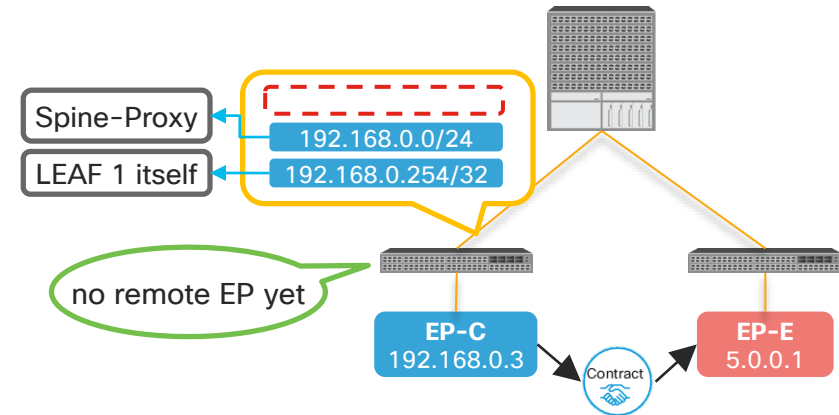 Spine-Proxy
192.168.0.0/24
LEAF 1 itself
192.168.0.254/32
no remote EP yet
EP-C
192.168.0.3
Contract
EP-E
5.0.0.1